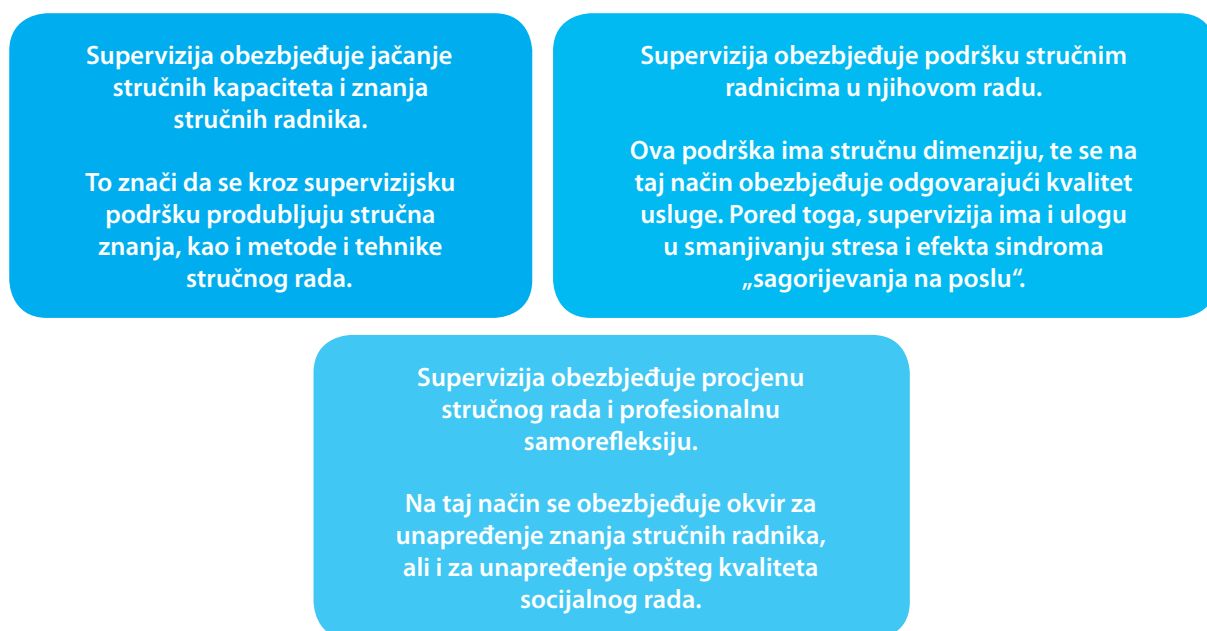 Supervizija obezbjeđuje jačanje
stručnih kapaciteta i znanja
stručnih radnika.
To znači da se kroz supervizijsku
podršku produbljuju stručna
znanja, kao i metode i tehnike
stručnog rada.
Supervizija obezbjeđuje podršku stručnim
radnicima u njihovom radu.
Ova podrška ima stručnu dimenziju, te se na
taj način obezbjeđuje odgovarajući kvalitet
usluge. Pored toga, supervizija ima i ulogu
u smanjivanju stresa i efekta sindroma
„sagorijevanja na poslu“.
Supervizija obezbjeđuje procjenu
stručnog rada i profesionalnu
samorefleksiju.
Na taj način se obezbjeđuje okvir za
unapređenje znanja stručnih radnika,
ali i za unapređenje opšteg kvaliteta
socijalnog rada.